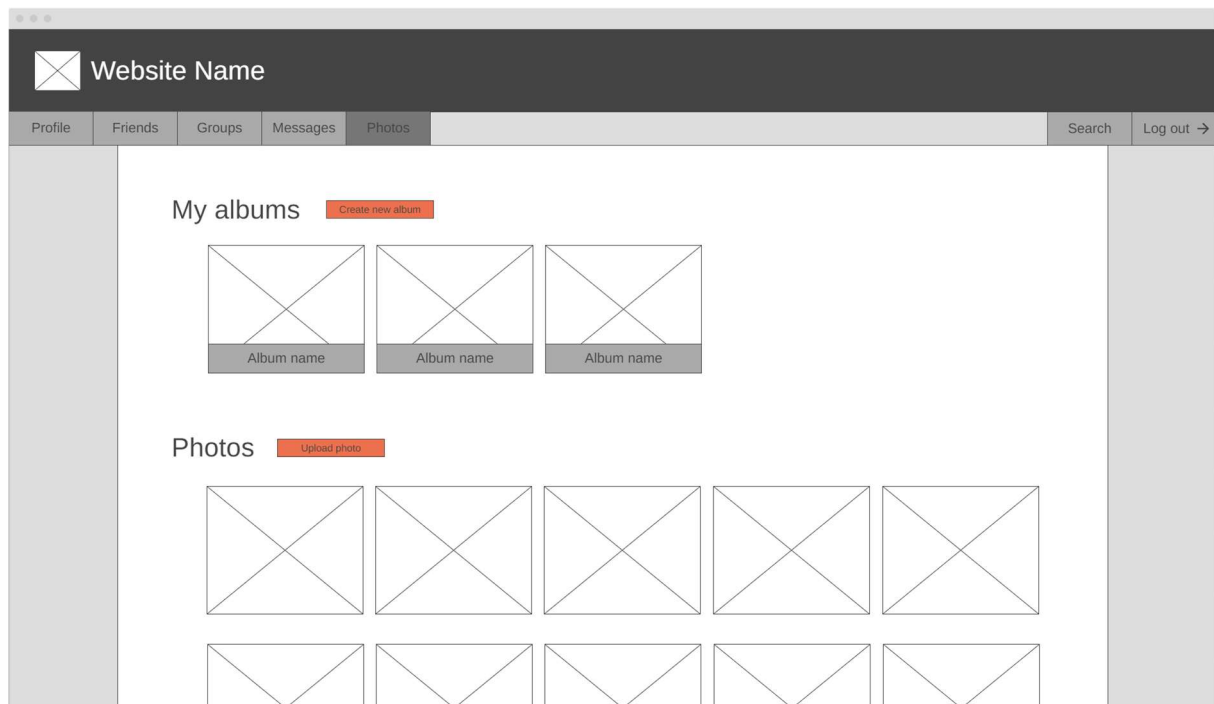 Website Name
Profile Friends Groups Messages Photos Search Log out →
My albums Create new album
Album name Album name Album name
Photos Upload photo